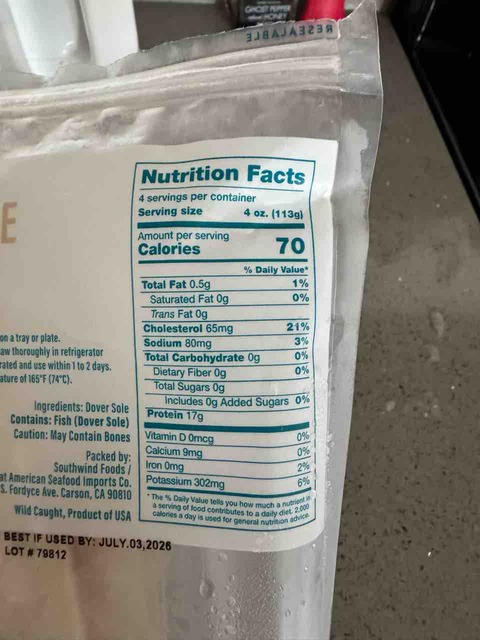 GHOST PEPPER
HONEY
RESEALABLE
E
Nutrition Facts
4 servings per container
Serving size 4 oz. (113g)
Amount per serving
Calories 70
% Daily Value*
Total Fat 0.5g 1%
Saturated Fat 0g 0%
Trans Fat 0g
Cholesterol 65mg 21%
Sodium 80mg 3%
Total Carbohydrate 0g 0%
Dietary Fiber 0g 0%
Total Sugars 0g
Includes 0g Added Sugars 0%
Protein 17g
Vitamin D 0mcg 0%
Calcium 9mg 0%
Iron 0mg 2%
Potassium 302mg 6%
* The % Daily Value tells you how much a nutrient in
a serving of food contributes to a daily diet. 2,000
calories a day is used for general nutrition advice.
on a tray or plate.
aw thoroughly in refrigerator
rated and use within 1 to 2 days.
ature of 165°F (74°C).
Ingredients: Dover Sole
Contains: Fish (Dover Sole)
Caution: May Contain Bones
Packed by:
Southwind Foods /
at American Seafood Imports Co.
S. Fordyce Ave. Carson, CA 90810
Wild Caught, Product of USA
BEST IF USED BY: JULY.03,2026
LOT # 79812